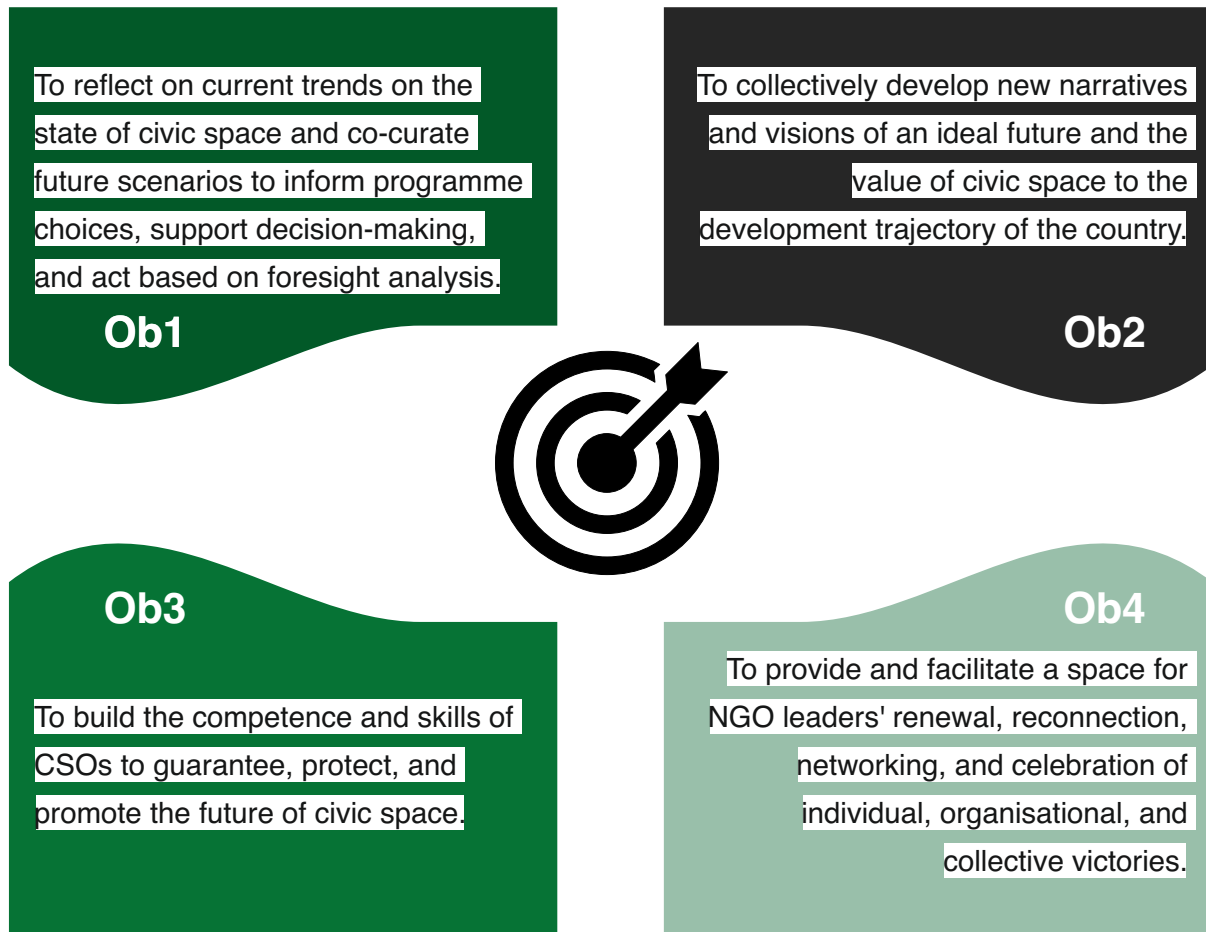 To reflect on current trends on the
state of civic space and co-curate
future scenarios to inform programme
choices, support decision-making,
and act based on foresight analysis.
Ob1
To collectively develop new narratives
and visions of an ideal future and the
value of civic space to the
development trajectory of the country.
Ob2
Ob3
To build the competence and skills of
CSOs to guarantee, protect, and
promote the future of civic space.
Ob4
To provide and facilitate a space for
NGO leaders' renewal, reconnection,
networking, and celebration of
individual, organisational, and
collective victories.